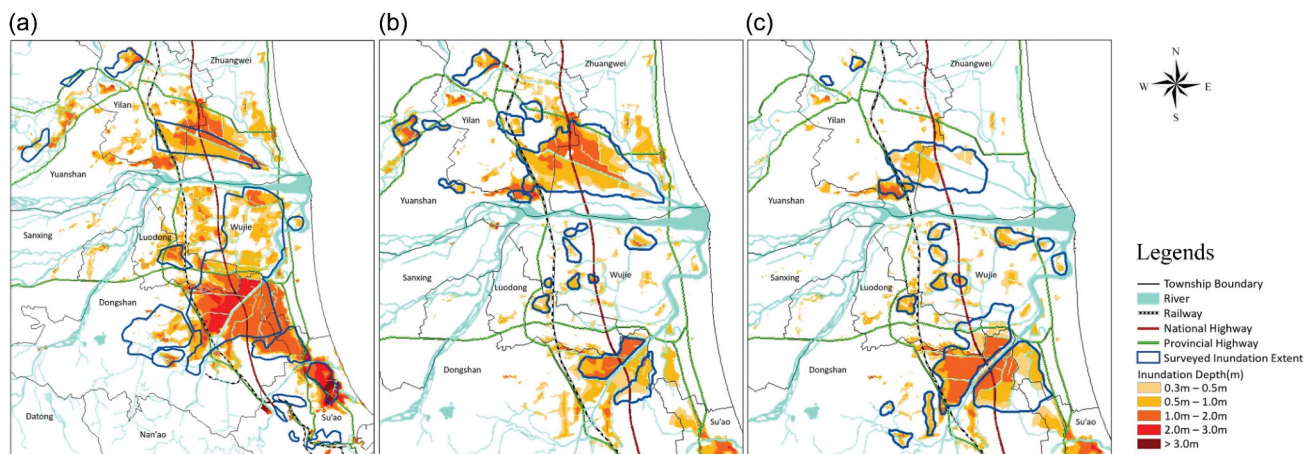 (a)
Zhuangwei
Yilan
Yuanshan
Sanxing
Luodong
Wujie
Dongshan
Datong
Nan'ao
Su'ao
(b)
Zhuangwei
Yilan
Yuanshan
Sanxing
Luodong
Wujie
Dongshan
Su'ao
(c)
Zhuangwei
Yilan
Yuanshan
Sanxing
Luodong
Wujie
Dongshan
Su'ao
N
W E
S
Legends
Township Boundary
River
Railway
National Highway
Provincial Highway
Surveyed Inundation Extent
Inundation Depth(m)
0.3m – 0.5m
0.5m – 1.0m
1.0m – 2.0m
2.0m – 3.0m
> 3.0m